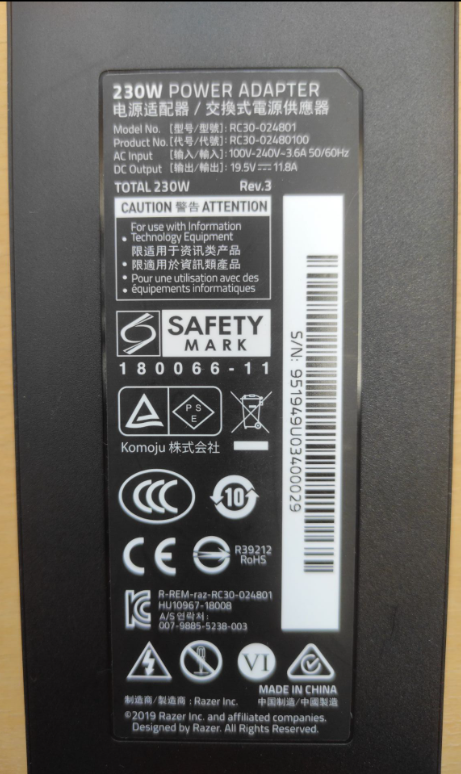 230W POWER ADAPTER
电源适配器 / 交換式電源供應器
Model No. [型号/型號] : RC30-024801
Product No. [代号/代號] : RC30-02480100
AC Input [输入/輸入] : 100V-240V~3.6A 50/60Hz
DC Output [输出/輸出] : 19.5V⎓11.8A
TOTAL 230W Rev.3
CAUTION 警告 ATTENTION
For use with Information
• Technology Equipment
限适用于资讯类产品
• 限適用於資訊類產品
• Pour une utilisation avec des
• équipements informatiques
SAFETY
MARK
180066-11
PS
E
Komoju 株式会社
CCC
10
CE
R39212
RoHS
R-REM-raz-RC30-024801
HU10967-18008
A/S 연락처 :
007-9885-5238-003
VI
MADE IN CHINA
制造商/製造商 : Razer Inc. 中国制造/中國製造
©2019 Razer Inc. and affiliated companies.
Designed by Razer. All Rights Reserved.
S/N: 951949U03400029